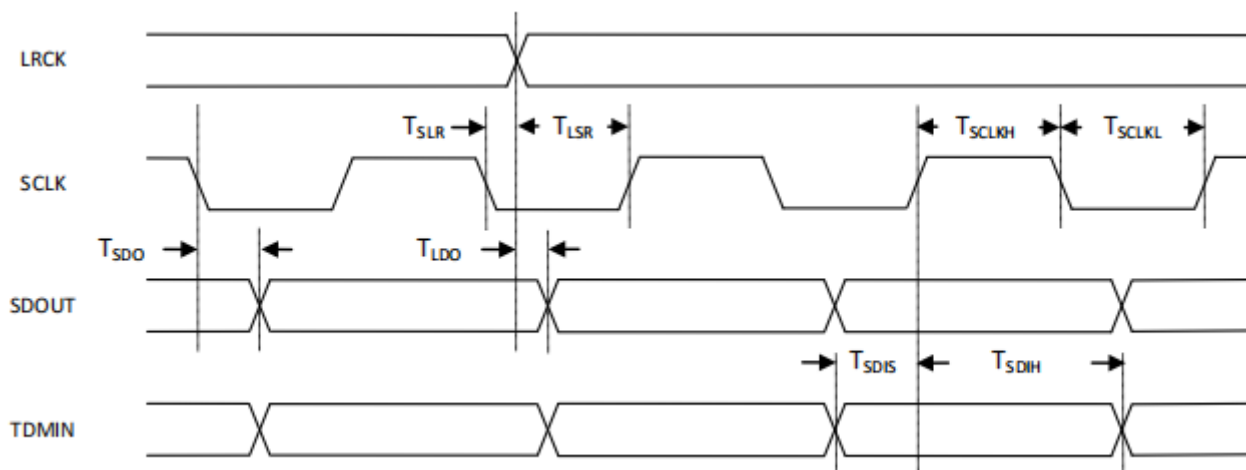 LRCK
TSLR TLSR TSCLKH TSCLKL
SCLK
TSDO TLDO
SDOUT
TSDIS TSDIH
TDMIN